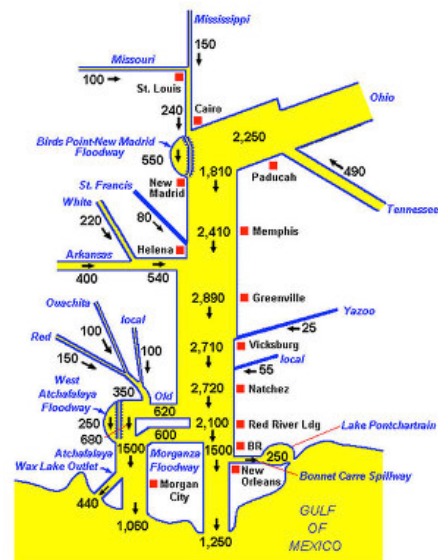 Mississippi
150
Missouri
100
St. Louis
240
Cairo
Ohio
2,250
Birds Point-New Madrid
Floodway
550
1,810
490
St. Francis
New
Madrid
Paducah
White
220
80
Tennessee
2,410
Memphis
Helena
Arkansas
400
540
2,890
Greenville
Ouachita
local
Yazoo
25
Red
100
2,710
Vicksburg
150
100
local
55
West
Atchafalaya
Floodway
350
Old
2,720
Natchez
620
250
680
600
2,100
Red River Ldg
Lake Pontchartrain
1500
1500
BR
250
Atchafalaya
Wax Lake Outlet
Morganza
Floodway
New
Orleans
Bonnet Carre Spillway
440
Morgan
City
1,060
1,250
GULF
OF
MEXICO